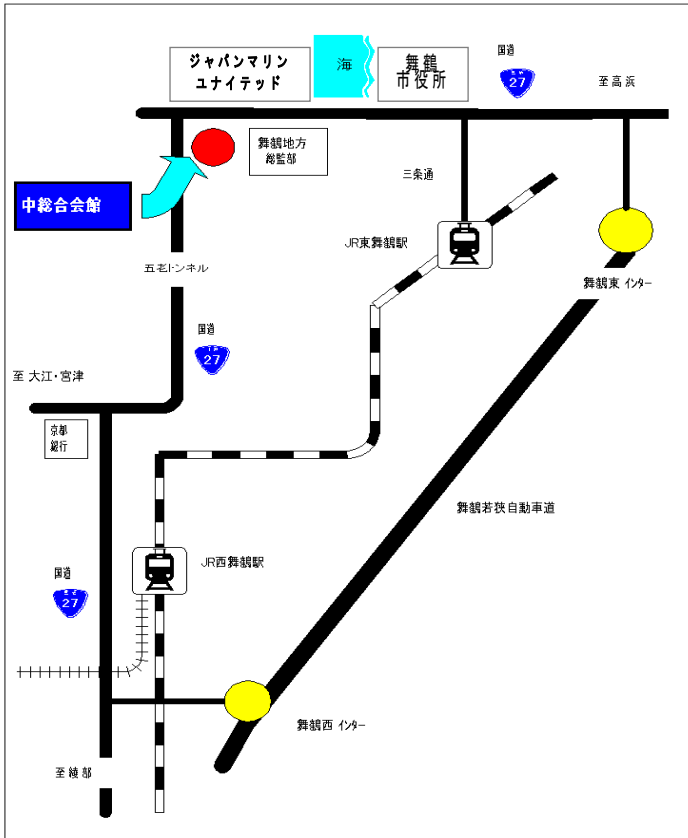 ジャパンマリン
ユナイテッド
海
舞鶴
市役所
国道
27
至高浜
舞鶴地方
総監部
中総合会館
三条通
JR東舞鶴駅
五老トンネル
舞鶴東 インター
国道
27
至 大江・宮津
京都
銀行
舞鶴若狭自動車道
JR西舞鶴駅
国道
27
舞鶴西 インター
至綾部